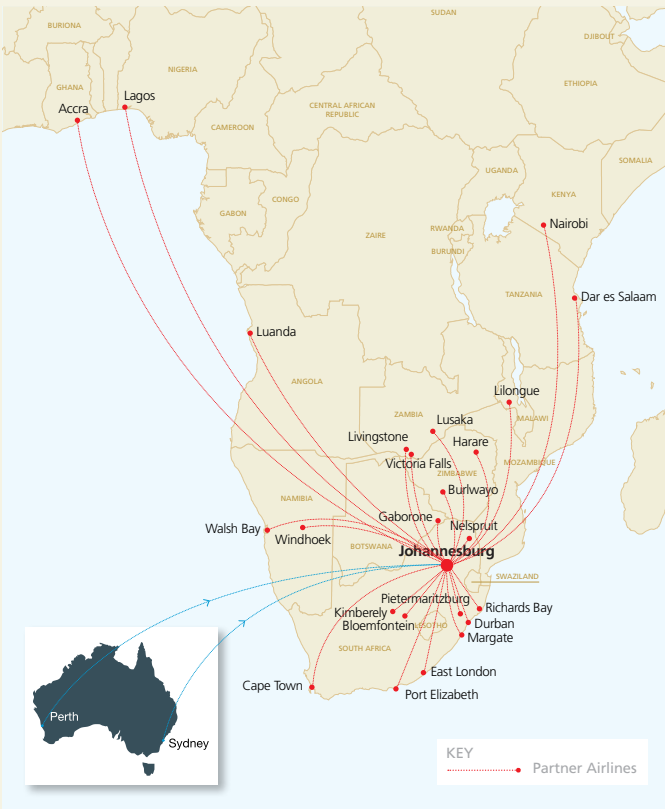 SUDAN
BURIONA
DJIBOUT
NIGERIA
ETHIOPIA
GHANA
Lagos
Accra
CENTRAL AFRICAN
REPUBLIC
CAMEROON
SOMALIA
UGANDA
KENYA
CONGO
GABON
Nairobi
RWANDA
ZAIRE
BURUNDI
TANZANIA
Dar es Salaam
Luanda
ANGOLA
Lilongue
ZAMBIA
MALAWI
Lusaka
Livingstone
Harare
Victoria Falls
MOZAMBIQUE
ZIMBABWE
Burlwayo
NAMIBIA
Gaborone
Nelspruit
Walsh Bay
Windhoek
BOTSWANA
Johannesburg
SWAZILAND
Pietermaritzburg
Richards Bay
Kimberely
Bloemfontein
LESOTHO
Durban
Margate
SOUTH AFRICA
East London
Cape Town
Port Elizabeth
Perth
Sydney
KEY
Partner Airlines